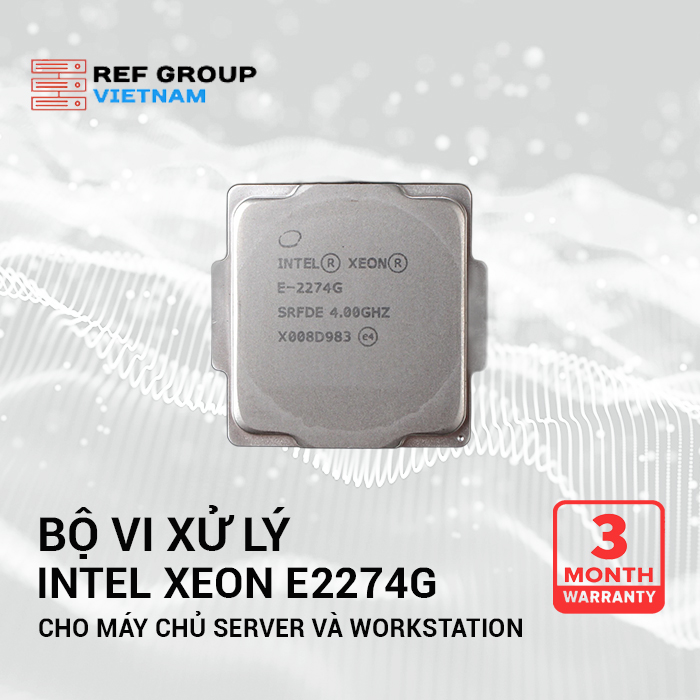 REF GROUP
VIETNAM
INTEL® XEON®
E-2274G
SRFDE 4.00GHZ
X008D983 e4
BỘ VI XỬ LÝ
INTEL XEON E2274G
CHO MÁY CHỦ SERVER VÀ WORKSTATION
3
MONTH
WARRANTY